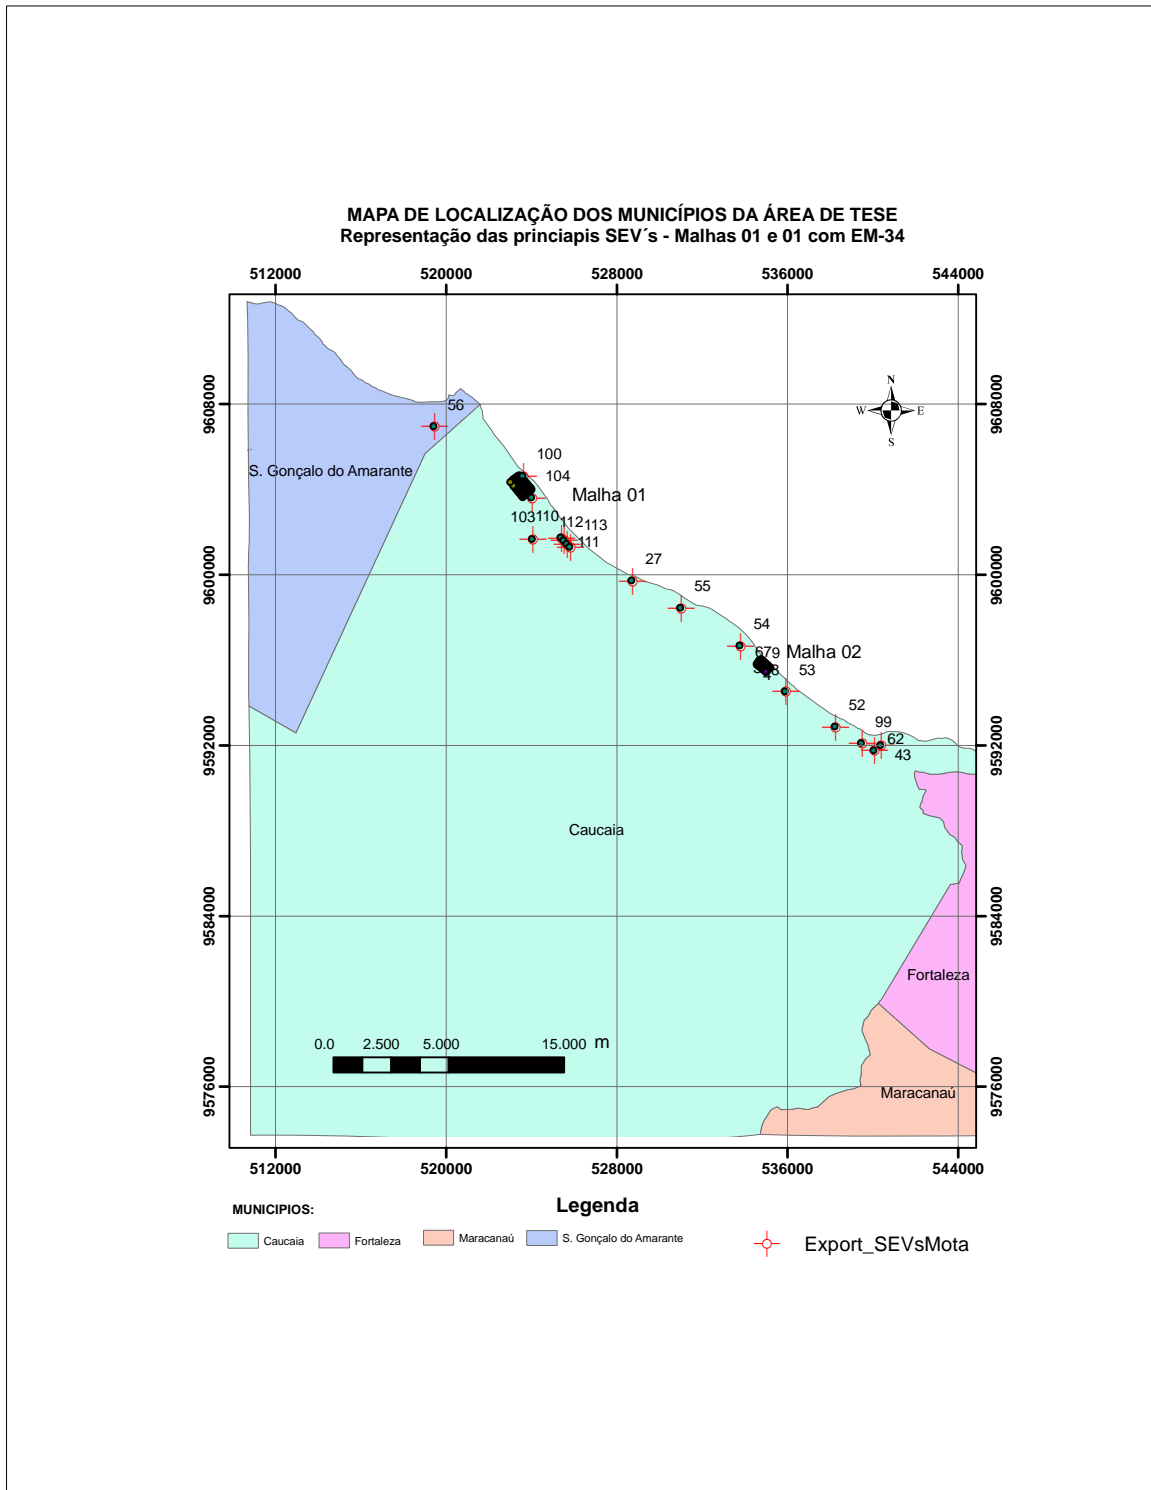 MAPA DE LOCALIZAÇÃO DOS MUNICÍPIOS DA ÁREA DE TESE
Representação das princiapis SEV´s - Malhas 01 e 01 com EM-34
512000 520000 528000 536000 544000
N
W E
S
9608000 9608000
56
S. Gonçalo do Amarante
100
104
Malha 01
103 110 112 113
111
9600000 9600000
27
55
54
Malha 02
679
53
52
99
62
43
9592000 9592000
Caucaia
9584000 9584000
Fortaleza
0.0 2.500 5.000 15.000 m
9576000 9576000
Maracanaú
512000 520000 528000 536000 544000
Legenda
MUNICIPIOS:
Caucaia Fortaleza Maracanaú S. Gonçalo do Amarante
Export_SEVsMota